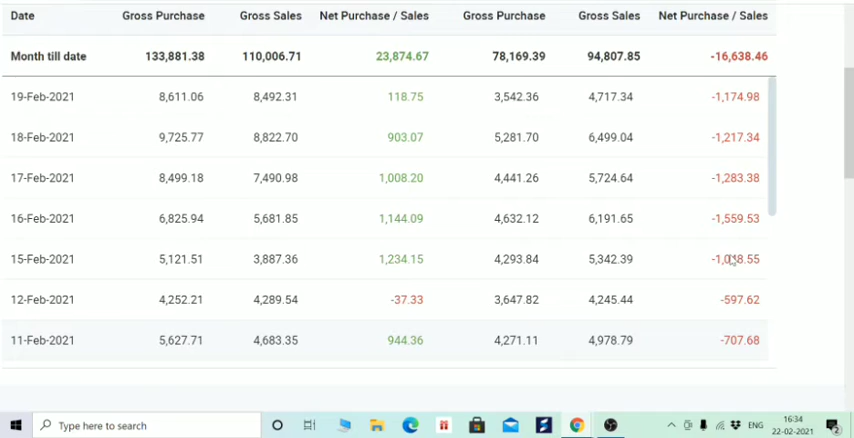 Date Gross Purchase Gross Sales Net Purchase / Sales Gross Purchase Gross Sales Net Purchase / Sales
Month till date 133,881.38 110,006.71 23,874.67 78,169.39 94,807.85 -16,638.46
19-Feb-2021 8,611.06 8,492.31 118.75 3,542.36 4,717.34 -1,174.98
18-Feb-2021 9,725.77 8,822.70 903.07 5,281.70 6,499.04 -1,217.34
17-Feb-2021 8,499.18 7,490.98 1,008.20 4,441.26 5,724.64 -1,283.38
16-Feb-2021 6,825.94 5,681.85 1,144.09 4,632.12 6,191.65 -1,559.53
15-Feb-2021 5,121.51 3,887.36 1,234.15 4,293.84 5,342.39 -1,048.55
12-Feb-2021 4,252.21 4,289.54 -37.33 3,647.82 4,245.44 -597.62
11-Feb-2021 5,627.71 4,683.35 944.36 4,271.11 4,978.79 -707.68
Type here to search
ENG
16:34
22-02-2021
2